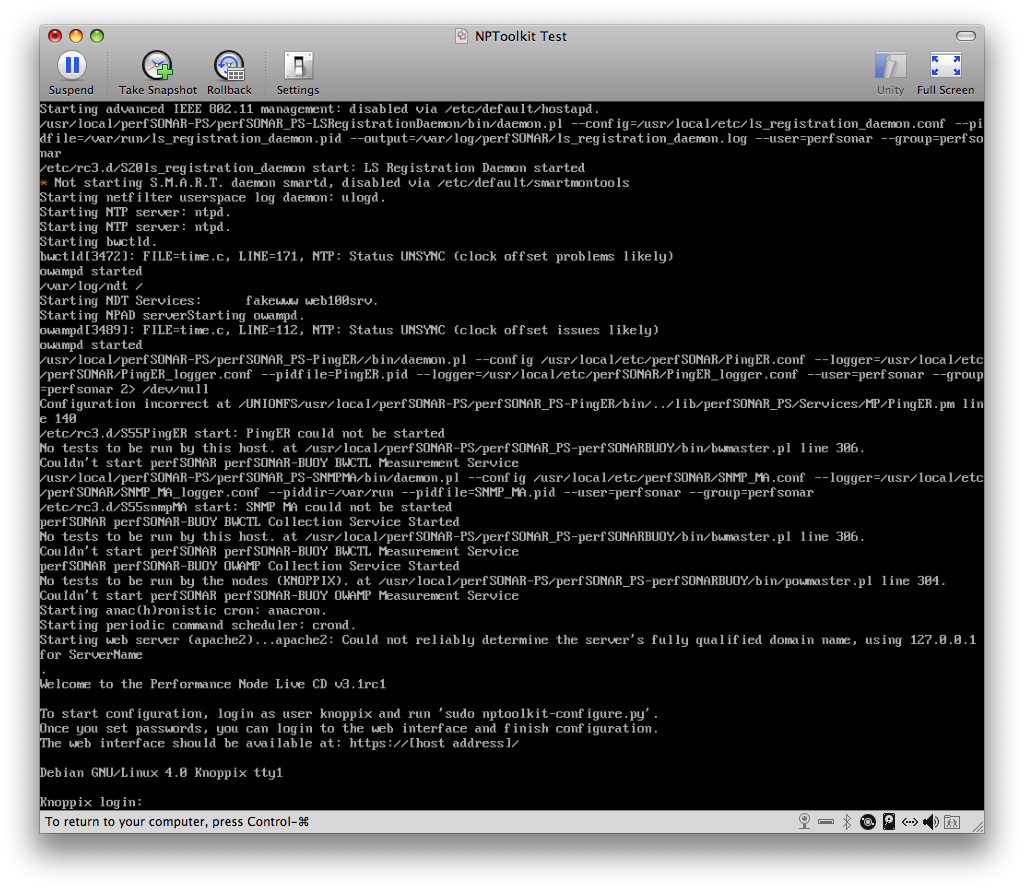 NPToolkit Test
Suspend Take Snapshot Rollback Settings Unity Full Screen
Starting advanced IEEE 802.11 management: disabled via /etc/default/hostapd.
/usr/local/perfSONAR-PS/perfSONAR_PS-LSRegistrationDaemon/bin/daemon.pl --config=/usr/local/etc/ls_registration_daemon.conf --pi
dfile=/var/run/ls_registration_daemon.pid --output=/var/log/perfSONAR/ls_registration_daemon.log --user=perfsonar --group=perfso
nar
/etc/rc3.d/S20ls_registration_daemon start: LS Registration Daemon started
* Not starting S.M.A.R.T. daemon smartd, disabled via /etc/default/smartmontools
Starting netfilter userspace log daemon: ulogd.
Starting NTP server: ntpd.
Starting NTP server: ntpd.
Starting bwctld.
bwctld[3472]: FILE=time.c, LINE=171, NTP: Status UNSYNC (clock offset problems likely)
owampd started
/var/log/ndt /
Starting NDT Services:      fakewww web100srv.
Starting NPAD serverStarting owampd.
owampd[3489]: FILE=time.c, LINE=112, NTP: Status UNSYNC (clock offset issues likely)
owampd started
/usr/local/perfSONAR-PS/perfSONAR_PS-PingER//bin/daemon.pl --config /usr/local/etc/perfSONAR/PingER.conf --logger=/usr/local/etc
/perfSONAR/PingER_logger.conf --pidfile=PingER.pid --logger=/usr/local/etc/perfSONAR/PingER_logger.conf --user=perfsonar --group
=perfsonar 2> /dev/null
Configuration incorrect at /UNIONFS/usr/local/perfSONAR-PS/perfSONAR_PS-PingER/bin/../lib/perfSONAR_PS/Services/MP/PingER.pm lin
e 140
/etc/rc3.d/S55PingER start: PingER could not be started
No tests to be run by this host. at /usr/local/perfSONAR-PS/perfSONAR_PS-perfSONARBUOY/bin/bwmaster.pl line 306.
Couldn't start perfSONAR perfSONAR-BUOY BWCTL Measurement Service
/usr/local/perfSONAR-PS/perfSONAR_PS-SNMPMA/bin/daemon.pl --config /usr/local/etc/perfSONAR/SNMP_MA.conf --logger=/usr/local/etc
/perfSONAR/SNMP_MA_logger.conf --piddir=/var/run --pidfile=SNMP_MA.pid --user=perfsonar --group=perfsonar
/etc/rc3.d/S55snmpMA start: SNMP MA could not be started
perfSONAR perfSONAR-BUOY BWCTL Collection Service Started
No tests to be run by this host. at /usr/local/perfSONAR-PS/perfSONAR_PS-perfSONARBUOY/bin/bwmaster.pl line 306.
Couldn't start perfSONAR perfSONAR-BUOY BWCTL Measurement Service
perfSONAR perfSONAR-BUOY OWAMP Collection Service Started
No tests to be run by the nodes (KNOPPIX). at /usr/local/perfSONAR-PS/perfSONAR_PS-perfSONARBUOY/bin/powmaster.pl line 304.
Couldn't start perfSONAR perfSONAR-BUOY OWAMP Measurement Service
Starting anac(h)ronistic cron: anacron.
Starting periodic command scheduler: crond.
Starting web server (apache2)...apache2: Could not reliably determine the server's fully qualified domain name, using 127.0.0.1
for ServerName
.
Welcome to the Performance Node Live CD v3.1rc1
To start configuration, login as user knoppix and run 'sudo nptoolkit-configure.py'.
Once you set passwords, you can login to the web interface and finish configuration.
The web interface should be available at: https://[host address]/
Debian GNU/Linux 4.0 Knoppix tty1
Knoppix login:
To return to your computer, press Control-⌘